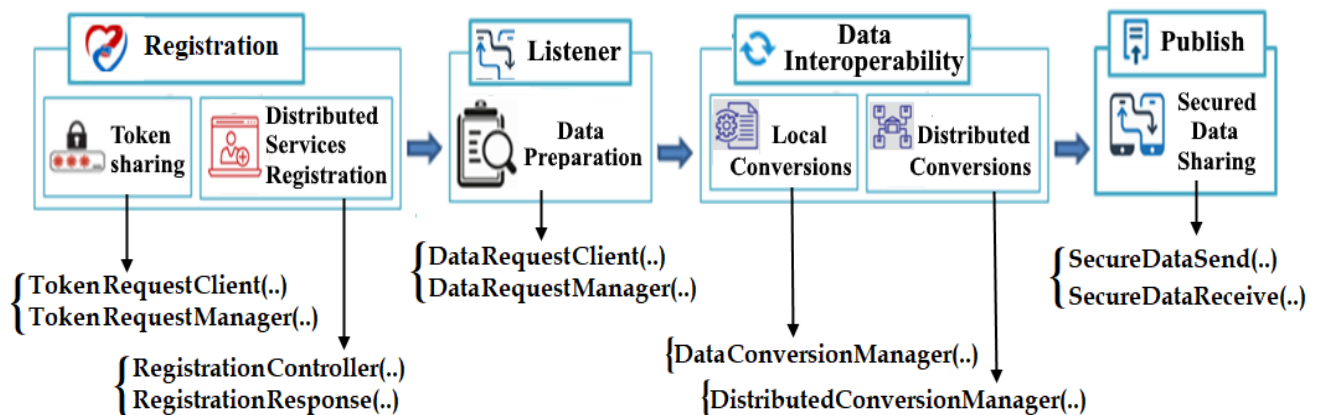 Registration
Token
sharing
Distributed
Services
Registration
Listener
Data
Preparation
Data
Interoperability
Local
Conversions
Distributed
Conversions
Publish
Secured
Data
Sharing
{TokenRequestClient(..)
TokenRequestManager(..)
{RegistrationController(..)
RegistrationResponse(..)
{DataRequestClient(..)
DataRequestManager(..)
{DataConversionManager(..)
{DistributedConversionManager(..)
{SecureDataSend(..)
SecureDataReceive(..)